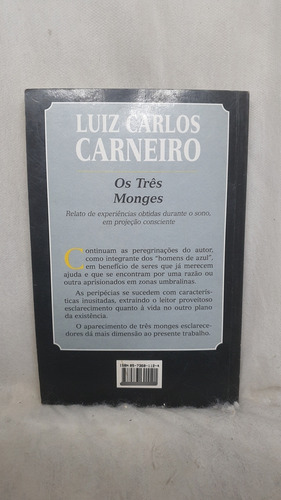 LUIZ CARLOS
CARNEIRO
Os Três
Monges
Relato de experiências obtidas durante o sono,
em projeção consciente
Continuam as peregrinações do autor,
como integrante dos "homens de azul",
em benefício de seres que já merecem
ajuda e que se encontram por uma razão ou
outra aprisionados em zonas umbralinas.
As peripécias se sucedem com caracterís-
ticas inusitadas, extraindo o leitor proveitoso
esclarecimento quanto à vida no outro plano
da existência.
O aparecimento de três monges esclarece-
dores dá mais dimensão ao presente trabalho.